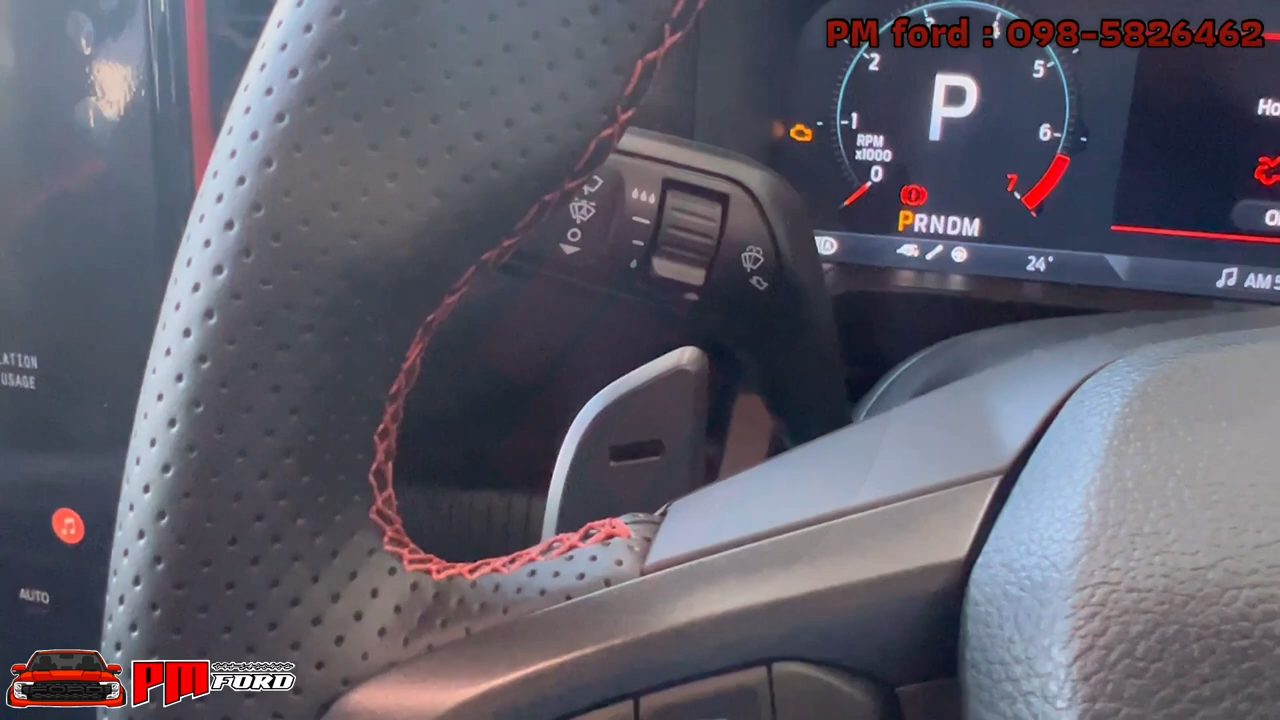 PM ford : 098-5826462
2
5
P
1
6
RPM
x1000
0
7
PRNDM
24°
AM
USAGE
AUTO
PM FORD